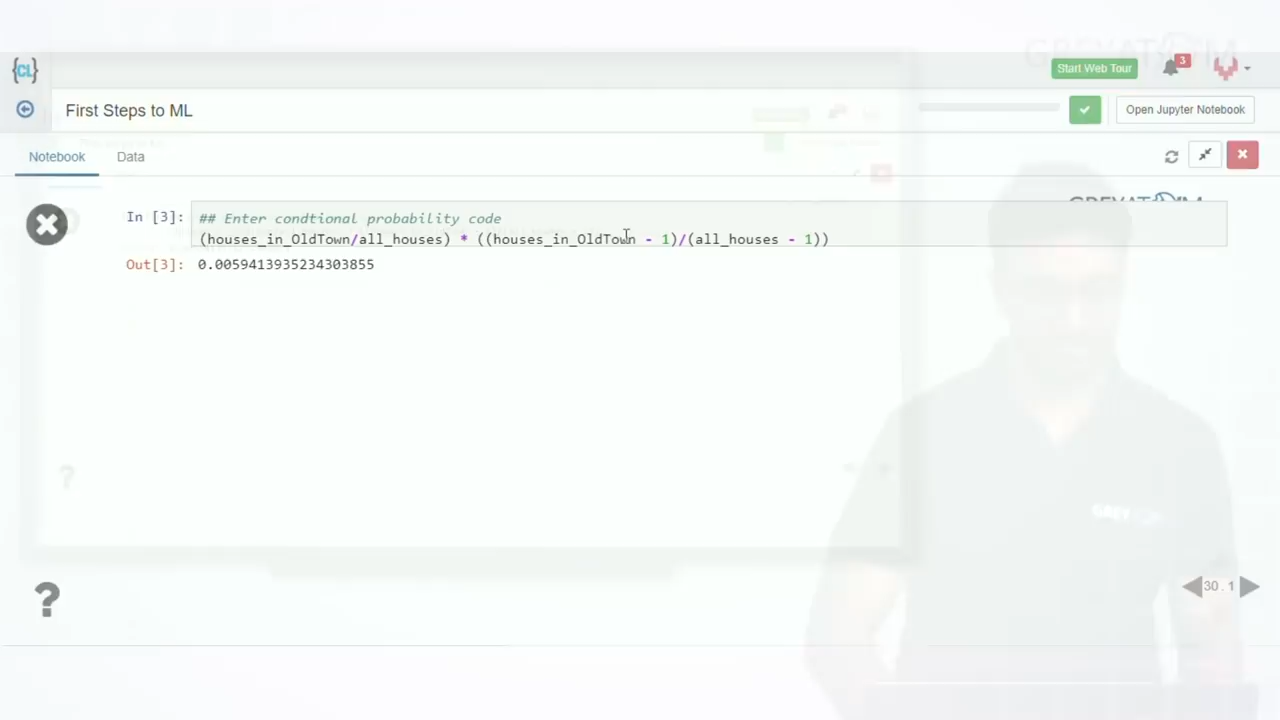 GREYATOM
{CL}
Start Web Tour
3
First Steps to ML
Open Jupyter Notebook
Notebook
Data
In [3]:
## Enter condtional probability code
(houses_in_OldTown/all_houses) * ((houses_in_OldTown - 1)/(all_houses - 1))
Out[3]:
0.0059413935234303855
?
30.1